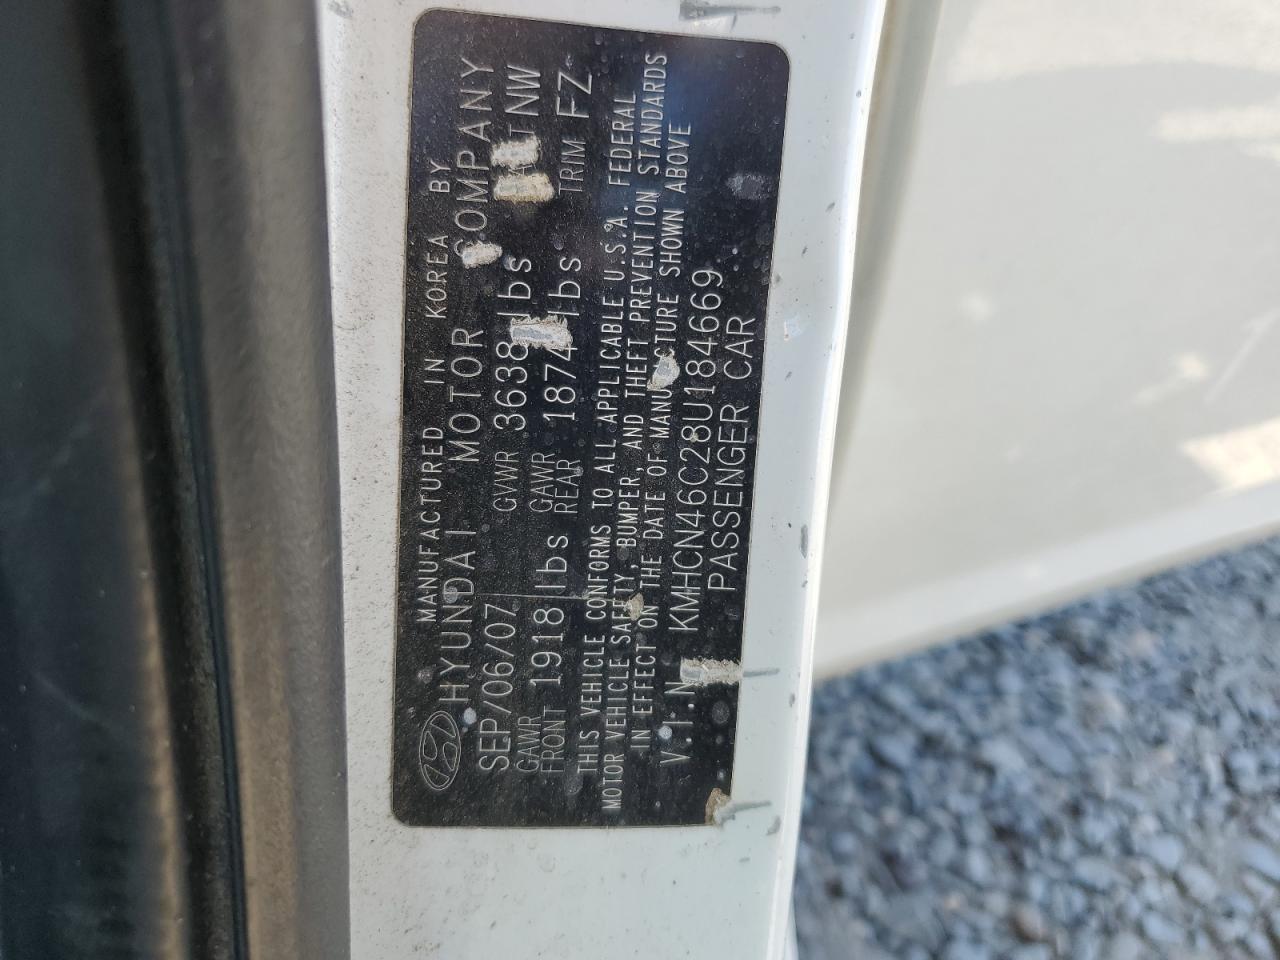 MANUFACTURED IN KOREA BY
HYUNDAI MOTOR COMPANY
SEP/06/07 GVWR 3638 lbs
GAWR FRONT 1918 lbs GAWR REAR 1874 lbs
NW
TRIM FZ
THIS VEHICLE CONFORMS TO ALL APPLICABLE U.S.A. FEDERAL
MOTOR VEHICLE SAFETY, BUMPER, AND THEFT PREVENTION STANDARDS
IN EFFECT ON THE DATE OF MANUFACTURE SHOWN ABOVE
V.I.N KMHCN46C28U184669
PASSENGER CAR